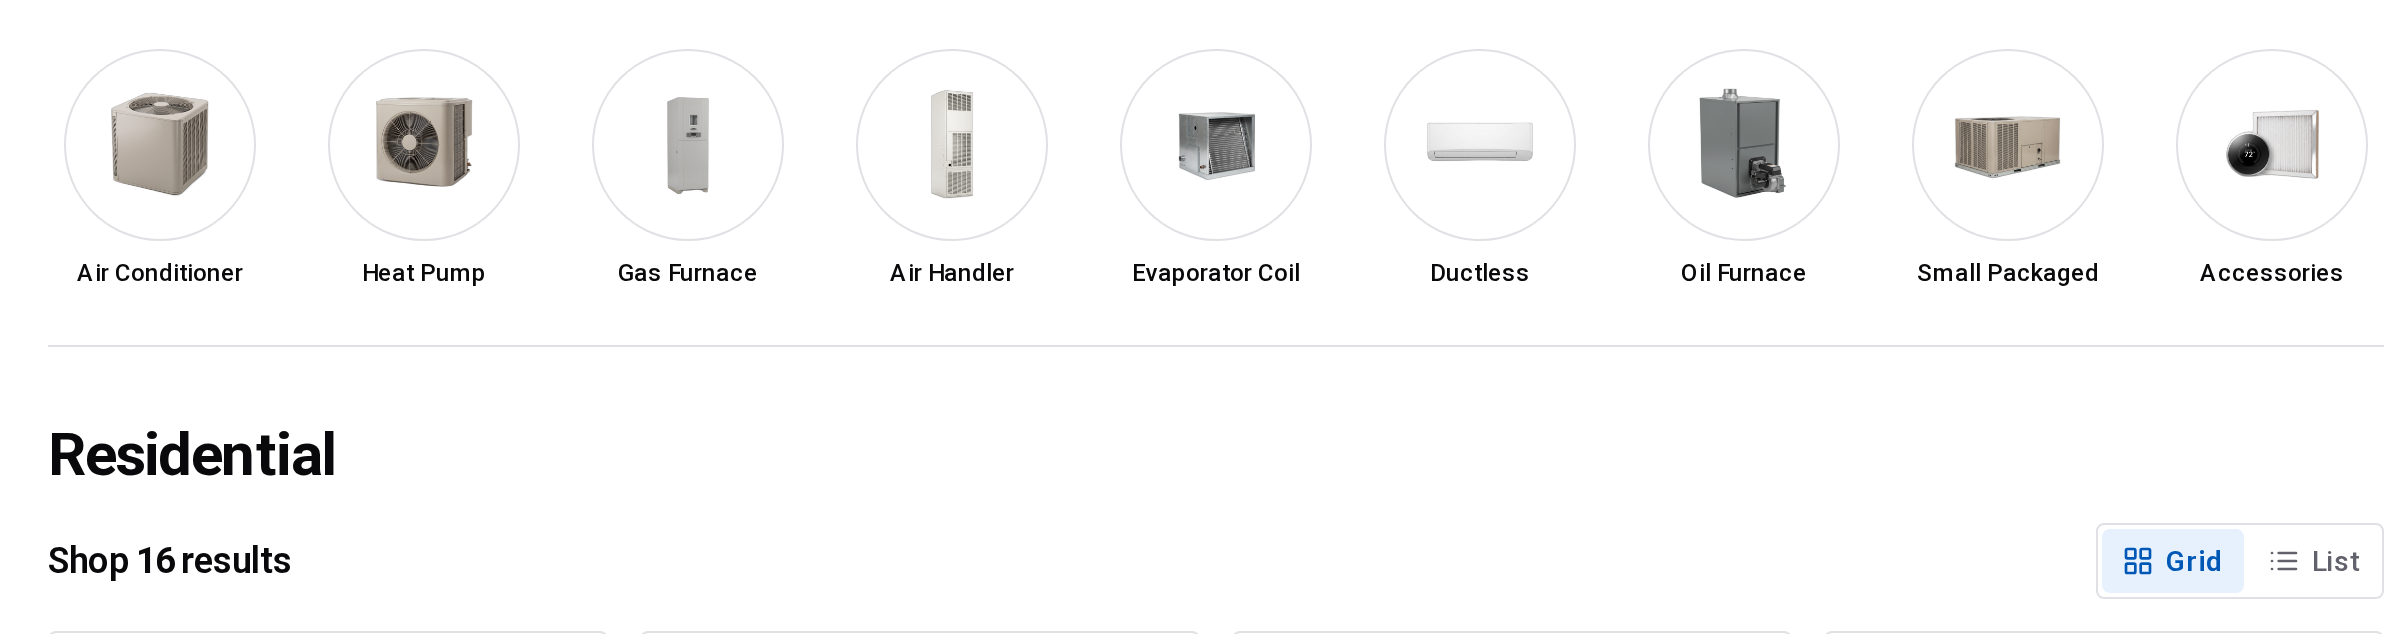 Air Conditioner
Heat Pump
Gas Furnace
Air Handler
Evaporator Coil
Ductless
Oil Furnace
Small Packaged
Accessories
72
Residential
Shop 16 results
Grid
List